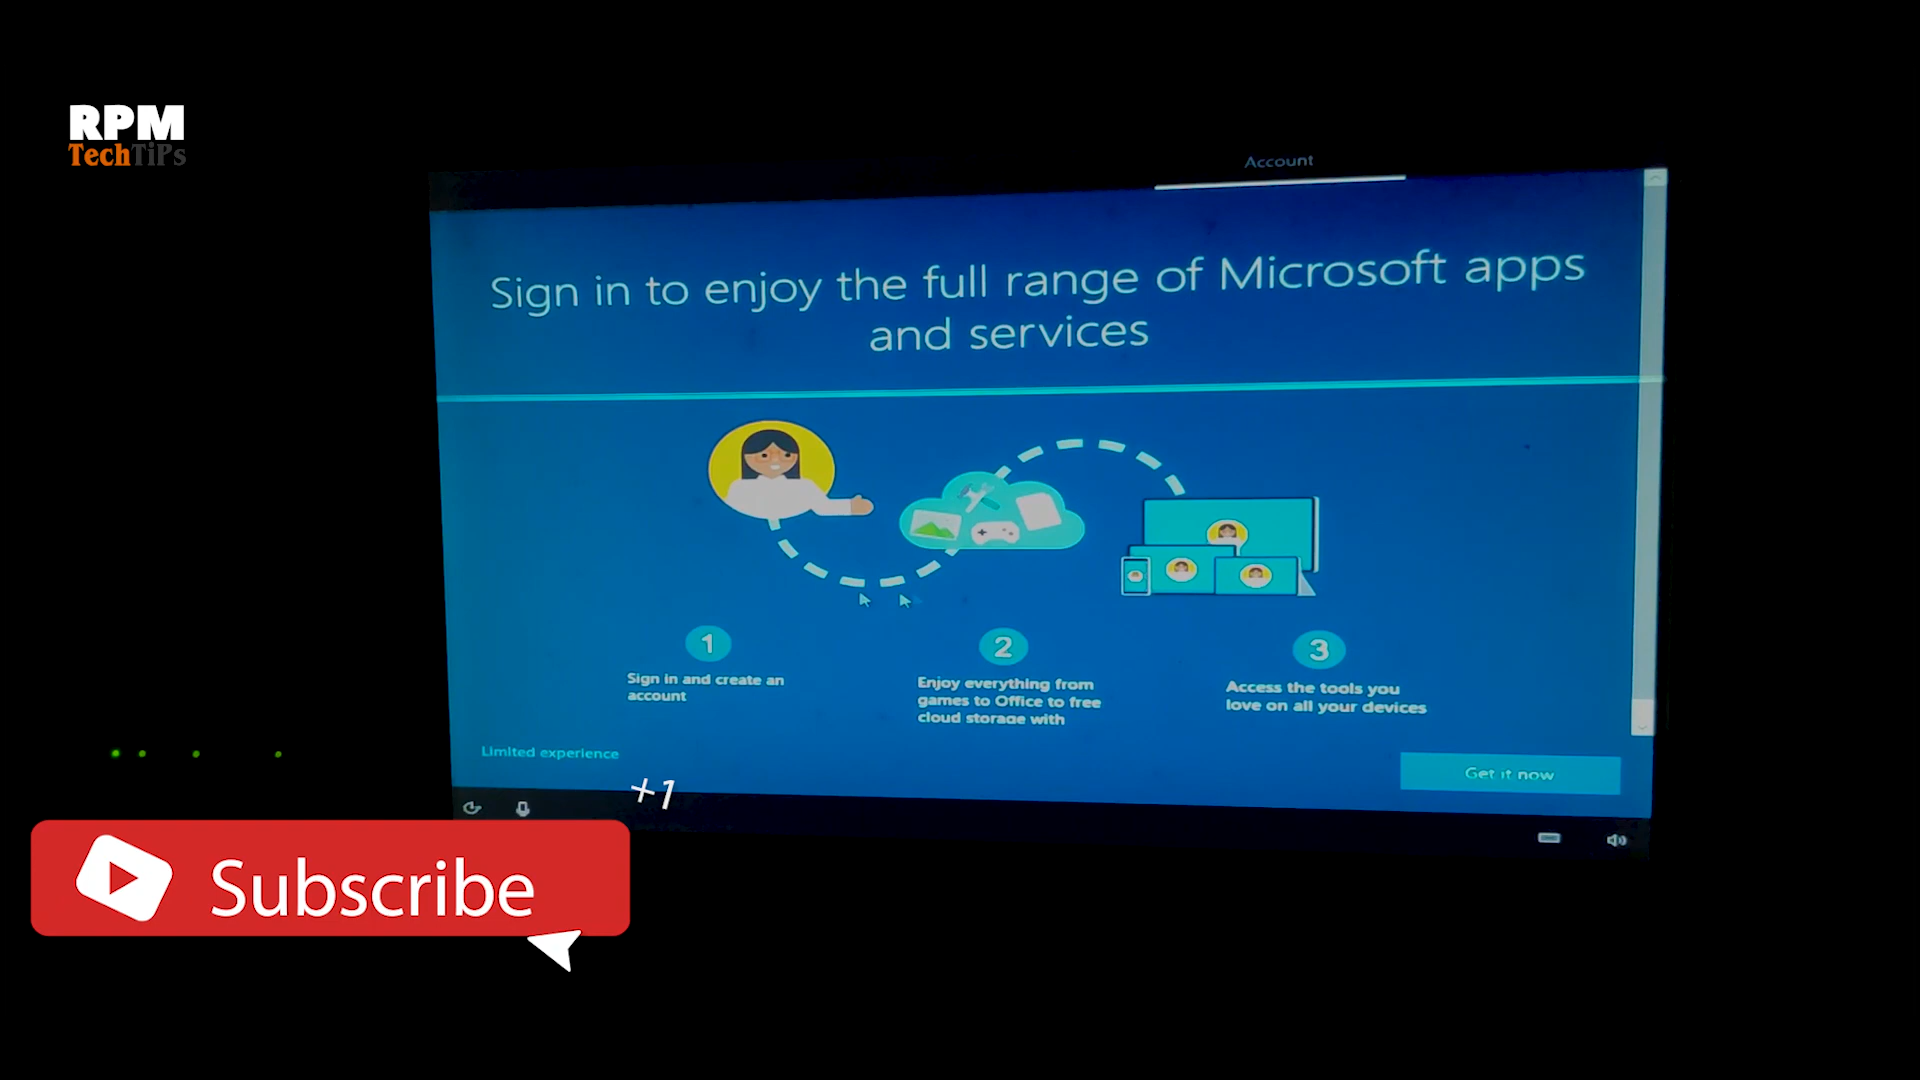 RPM
TechTiPs
Account
Sign in to enjoy the full range of Microsoft apps
and services
1
Sign in and create an
account
2
Enjoy everything from
games to Office to free
cloud storage with
3
Access the tools you
love on all your devices
Limited experience
Get it now
+1
Subscribe